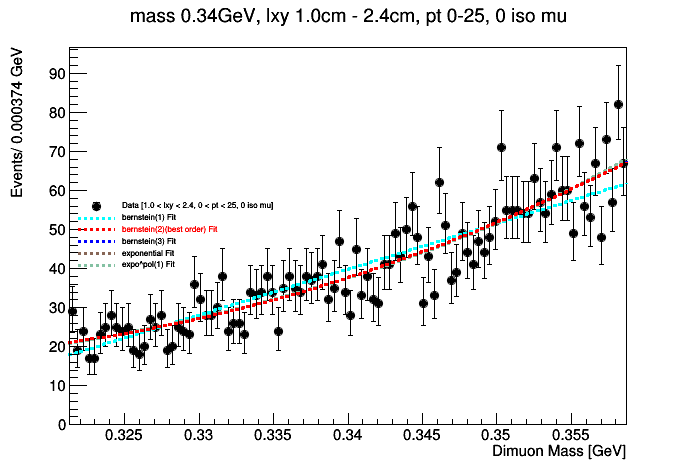 mass 0.34GeV, lxy 1.0cm - 2.4cm, pt 0-25, 0 iso mu
Events/ 0.000374 GeV
90
80
70
60
50
40
30
20
10
0
Data [1.0 < lxy < 2.4, 0 < pt < 25, 0 iso mu]
bernstein(1) Fit
bernstein(2)(best order) Fit
bernstein(3) Fit
exponential Fit
expo*pol(1) Fit
0.325 0.33 0.335 0.34 0.345 0.35 0.355
Dimuon Mass [GeV]